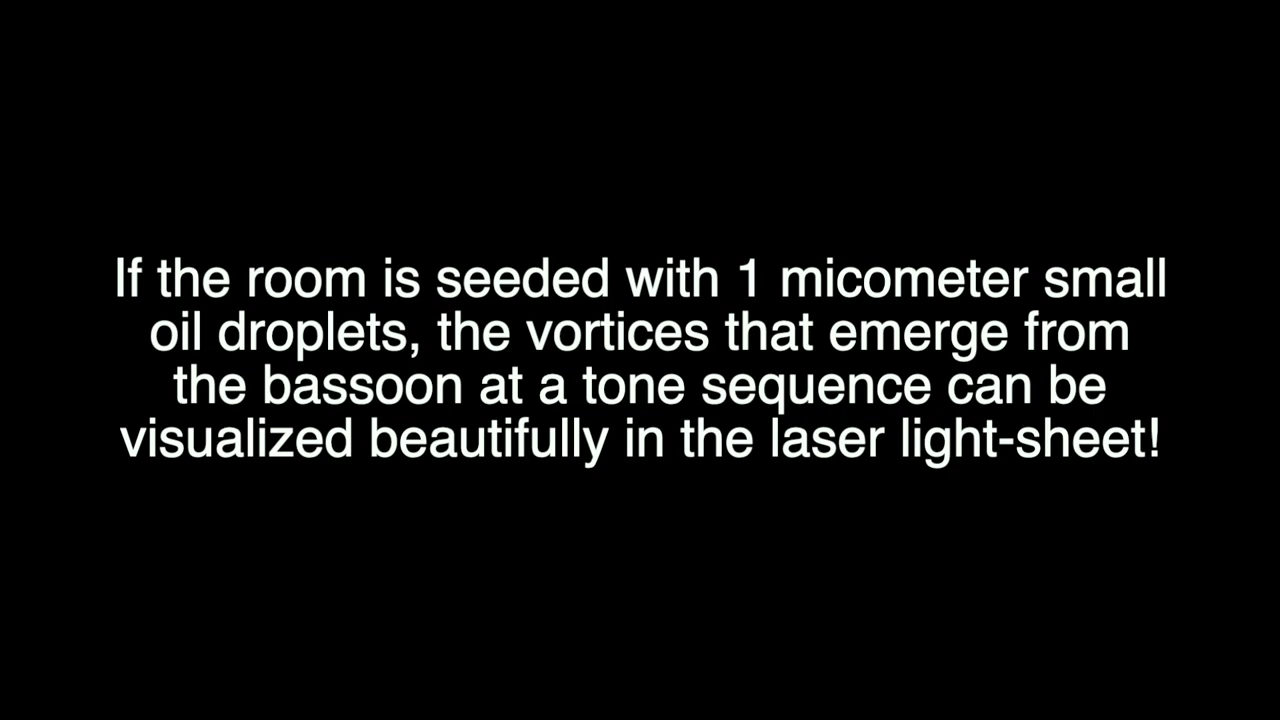 If the room is seeded with 1 micometer small
oil droplets, the vortices that emerge from
the bassoon at a tone sequence can be
visualized beautifully in the laser light-sheet!